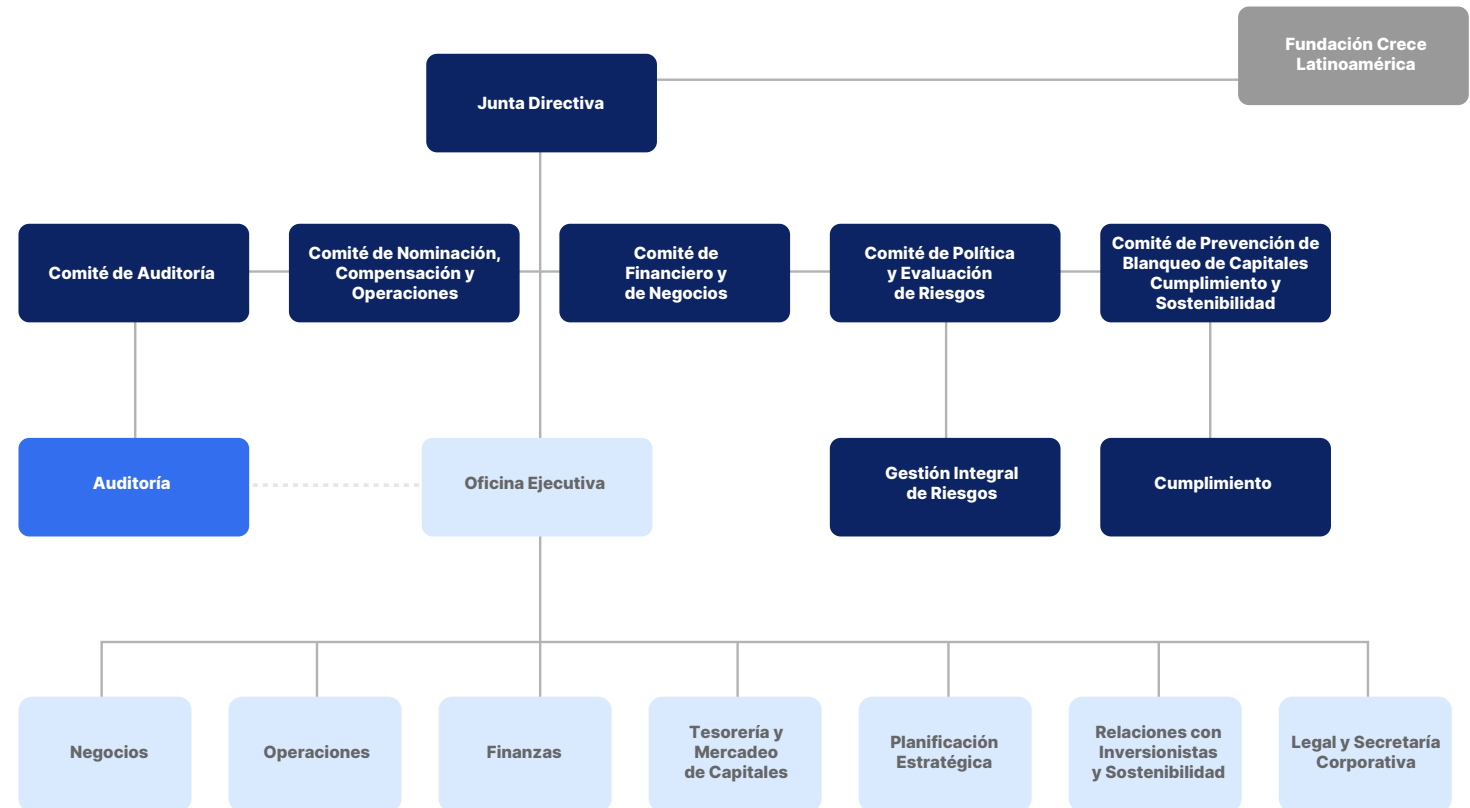 Fundación Crece
Latinoamérica
Junta Directiva
Comité de Auditoría
Comité de Nominación,
Compensación y
Operaciones
Comité de
Financiero y
de Negocios
Comité de Política
y Evaluación
de Riesgos
Comité de Prevención de
Blanqueo de Capitales
Cumplimiento y
Sostenibilidad
Auditoría
Oficina Ejecutiva
Gestión Integral
de Riesgos
Cumplimiento
Negocios
Operaciones
Finanzas
Tesorería y
Mercadeo
de Capitales
Planificación
Estratégica
Relaciones con
Inversionistas
y Sostenibilidad
Legal y Secretaría
Corporativa